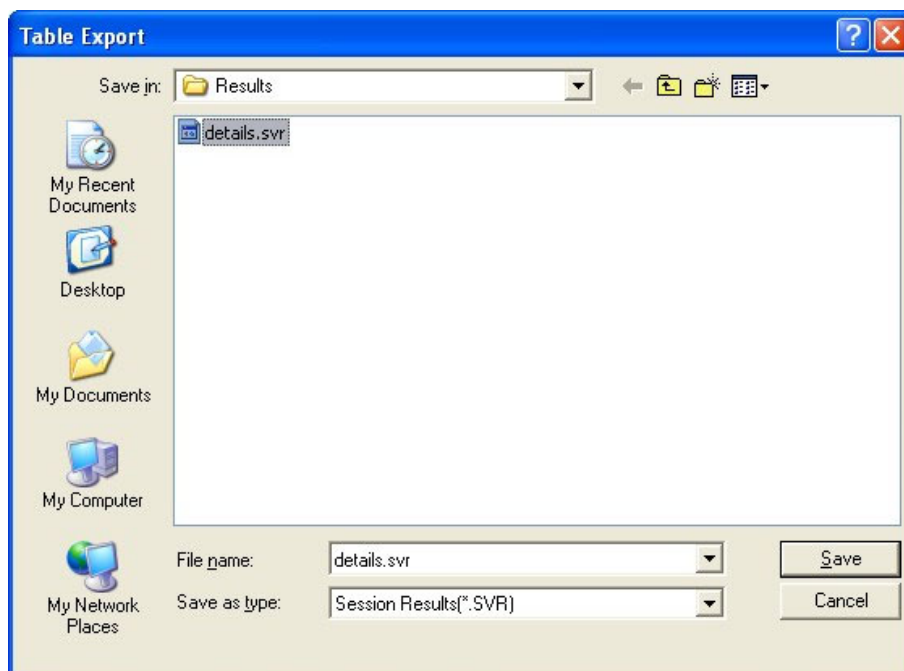 Table Export
Save in: Results
details.svr
My Recent
Documents
Desktop
My Documents
My Computer
My Network
Places
File name: details.svr Save
Save as type: Session Results(*.SVR) Cancel